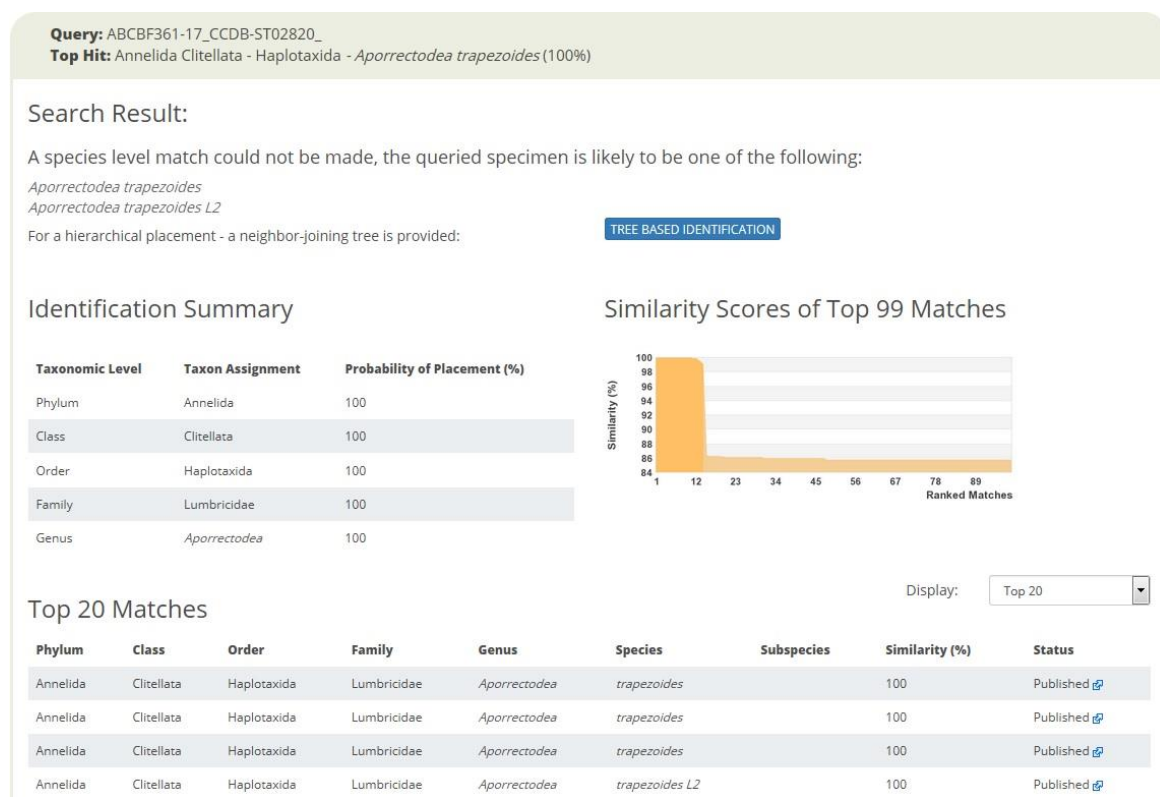 Query: ABCBF361-17_CCDB-ST02820_
Top Hit: Annelida Clitellata - Haplotaxida - Aporrectodea trapezoides (100%)
Search Result:
A species level match could not be made, the queried specimen is likely to be one of the following:
Aporrectodea trapezoides
Aporrectodea trapezoides L2
For a hierarchical placement - a neighbor-joining tree is provided:
TREE BASED IDENTIFICATION
Identification Summary
Taxonomic Level Taxon Assignment Probability of Placement (%)
Phylum Annelida 100
Class Clitellata 100
Order Haplotaxida 100
Family Lumbricidae 100
Genus Aporrectodea 100
Similarity Scores of Top 99 Matches
Similarity (%)
100
98
96
94
92
90
88
86
84
1 12 23 34 45 56 67 78 89
Ranked Matches
Display: Top 20
Top 20 Matches
Phylum Class Order Family Genus Species Subspecies Similarity (%) Status
Annelida Clitellata Haplotaxida Lumbricidae Aporrectodea trapezoides 100 Published
Annelida Clitellata Haplotaxida Lumbricidae Aporrectodea trapezoides 100 Published
Annelida Clitellata Haplotaxida Lumbricidae Aporrectodea trapezoides 100 Published
Annelida Clitellata Haplotaxida Lumbricidae Aporrectodea trapezoides L2 100 Published